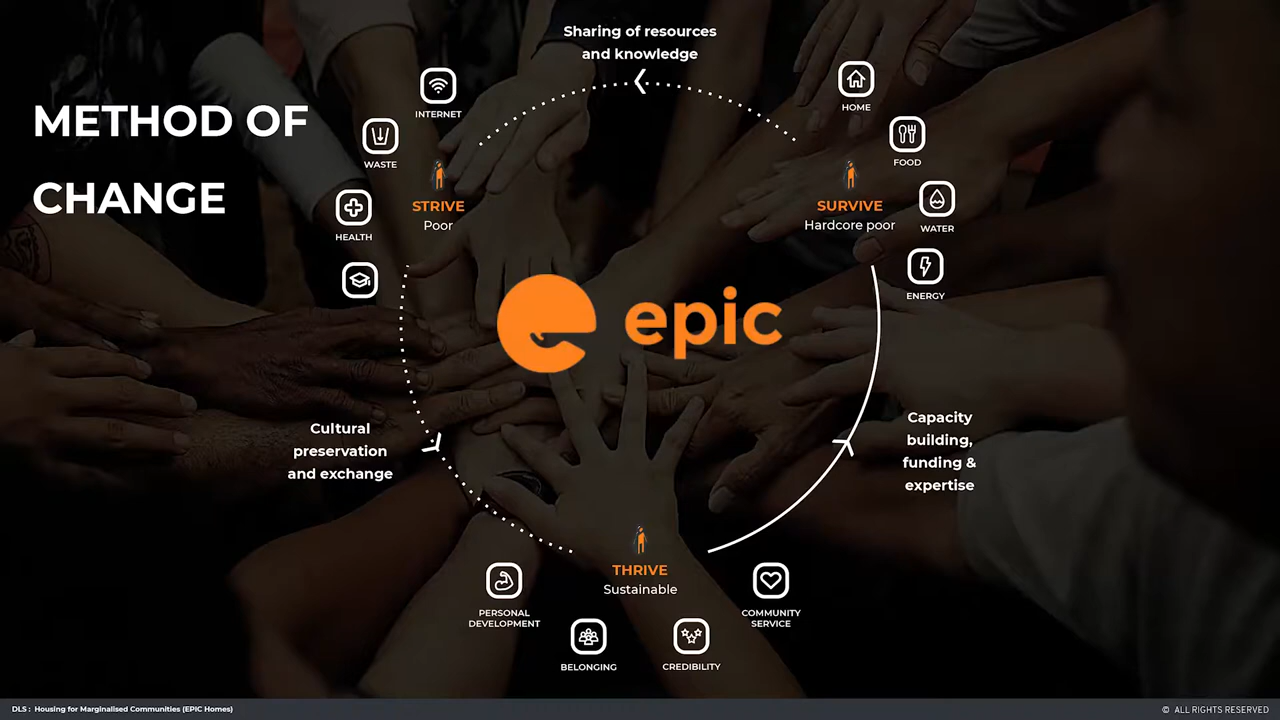 METHOD OF
CHANGE
Sharing of resources
and knowledge
INTERNET
WASTE
HEALTH
STRIVE
Poor
HOME
FOOD
WATER
ENERGY
SURVIVE
Hardcore poor
epic
Cultural
preservation
and exchange
Capacity
building,
funding &
expertise
THRIVE
Sustainable
PERSONAL
DEVELOPMENT
BELONGING
CREDIBILITY
COMMUNITY
SERVICE
DLS : Housing for Marginalised Communities (EPIC Homes)
© ALL RIGHTS RESERVED